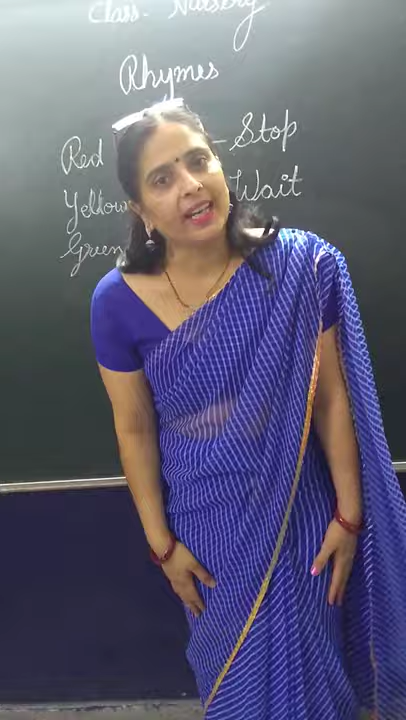 Class- Nursery
Rhymes
Red - Stop
Yellow Wait
Green